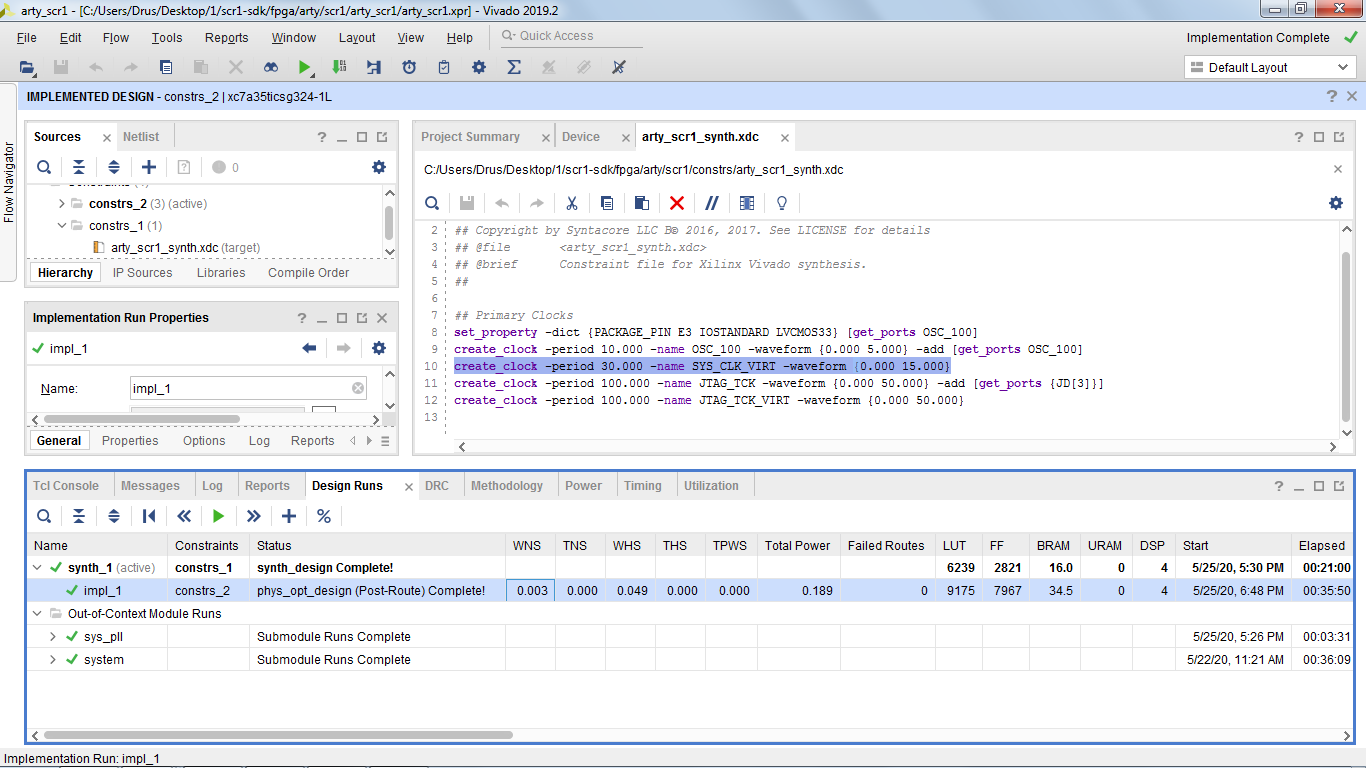 arty_scr1 - [C:/Users/Drus/Desktop/1/scr1-sdk/fpga/arty/scr1/arty_scr1/arty_scr1.xpr] - Vivado 2019.2
File Edit Flow Tools Reports Window Layout View Help Quick Access Implementation Complete
Default Layout
IMPLEMENTED DESIGN - constrs_2 | xc7a35ticsg324-1L
Flow Navigator
Sources Netlist
0
Constraints (4)
constrs_2 (3) (active)
constrs_1 (1)
arty_scr1_synth.xdc (target)
Hierarchy IP Sources Libraries Compile Order
Implementation Run Properties
impl_1
Name: impl_1
General Properties Options Log Reports
Project Summary Device arty_scr1_synth.xdc
C:/Users/Drus/Desktop/1/scr1-sdk/fpga/arty/scr1/constrs/arty_scr1_synth.xdc
2 ## Copyright by Syntacore LLC В© 2016, 2017. See LICENSE for details
3 ## @file <arty_scr1_synth.xdc>
4 ## @brief Constraint file for Xilinx Vivado synthesis.
5 ##
6
7 ## Primary Clocks
8 set_property -dict {PACKAGE_PIN E3 IOSTANDARD LVCMOS33} [get_ports OSC_100]
9 create_clock -period 10.000 -name OSC_100 -waveform {0.000 5.000} -add [get_ports OSC_100]
10 create_clock -period 30.000 -name SYS_CLK_VIRT -waveform {0.000 15.000}
11 create_clock -period 100.000 -name JTAG_TCK -waveform {0.000 50.000} -add [get_ports {JD[3]}]
12 create_clock -period 100.000 -name JTAG_TCK_VIRT -waveform {0.000 50.000}
13
Tcl Console Messages Log Reports Design Runs DRC Methodology Power Timing Utilization
Name Constraints Status WNS TNS WHS THS TPWS Total Power Failed Routes LUT FF BRAM URAM DSP Start Elapsed
synth_1 (active) constrs_1 synth_design Complete! 6239 2821 16.0 0 4 5/25/20, 5:30 PM 00:21:00
impl_1 constrs_2 phys_opt_design (Post-Route) Complete! 0.003 0.000 0.049 0.000 0.000 0.189 0 9175 7967 34.5 0 4 5/25/20, 6:48 PM 00:35:50
Out-of-Context Module Runs
sys_pll Submodule Runs Complete 5/25/20, 5:26 PM 00:03:31
system Submodule Runs Complete 5/22/20, 11:21 AM 00:36:09
Implementation Run: impl_1